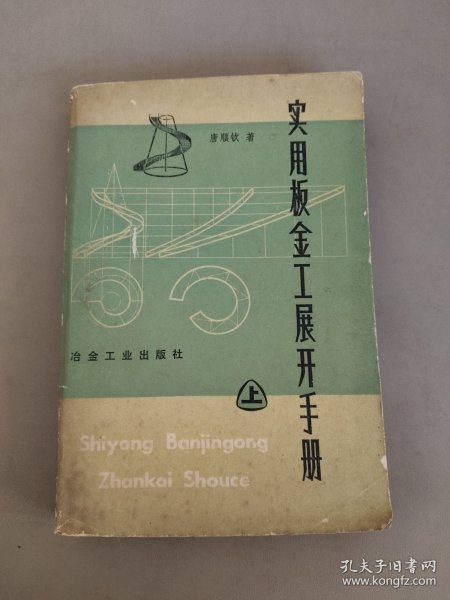 唐顺钦 著
实用板金工展开手册
上
冶金工业出版社
Shiyong Banjingong
Zhankai Shouce
孔夫子旧书网
www.kongfz.com